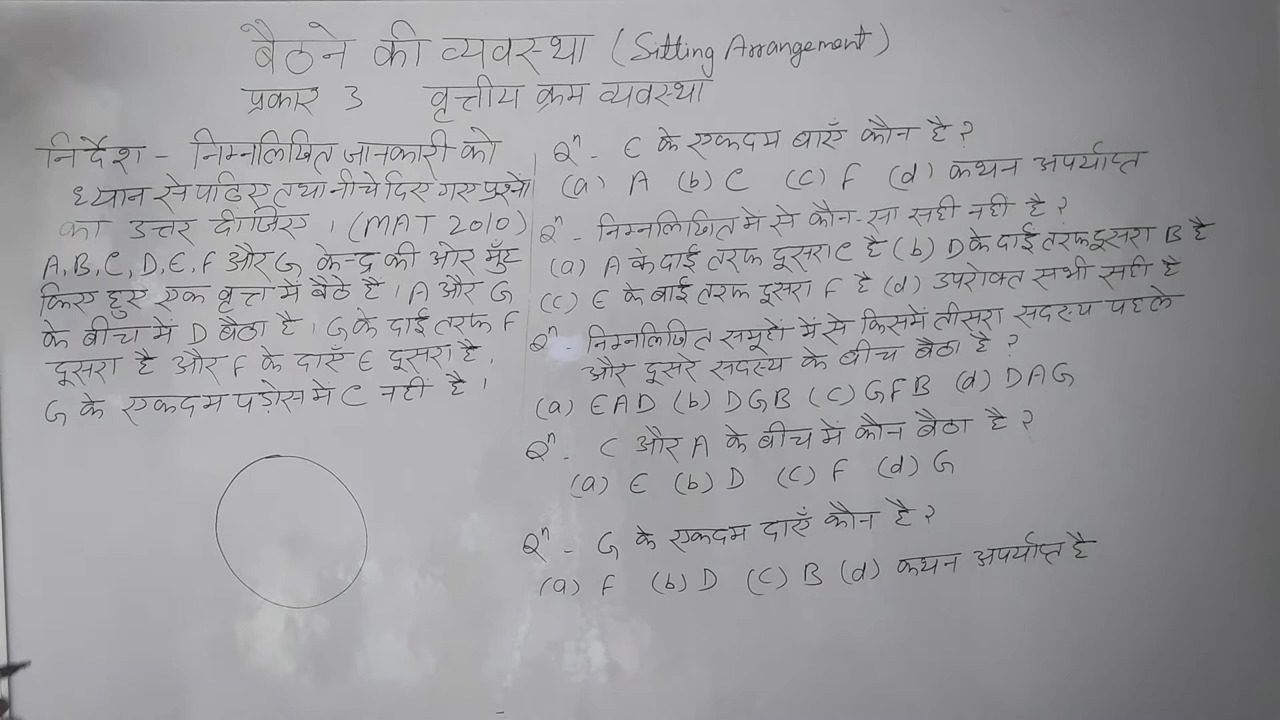 बैठने की व्यवस्था (Sitting Arrangement)
प्रकार 3 वृत्तीय क्रम व्यवस्था
निर्देश - निम्नलिखित जानकारी को
ध्यान से पढिए तथा नीचे दिए गए प्रश्नों
का उत्तर दीजिए । (MAT 2010)
A, B, C, D, E, F और G केन्द्र की ओर मुँह
किए हुए एक वृत्त में बैठे है । A और G
के बीच में D बैठा है । G के दाईं तरफ F
दूसरा है और F के दाएँ E दूसरा है ।
G के एकदम पड़ोस में C नहीं है ।
Qⁿ - E के एकदम बाएँ कौन है ?
(a) A (b) C (c) F (d) कथन अपर्याप्त
Qⁿ - निम्नलिखित में से कौन-सा सही नहीं है ?
(a) A के दाईं तरफ दूसरा C है (b) D के दाईं तरफ दूसरा B है
(c) E के बाईं तरफ दूसरा F है (d) उपरोक्त सभी सही है
Qⁿ - निम्नलिखित समूहों में से किसमें तीसरा सदस्य पहले
और दूसरे सदस्य के बीच बैठा है ?
(a) EAD (b) DGB (c) GFB (d) DAG
Qⁿ - C और A के बीच में कौन बैठा है ?
(a) E (b) D (c) F (d) G
Qⁿ - G के एकदम दाएँ कौन है ?
(a) F (b) D (c) B (d) कथन अपर्याप्त है